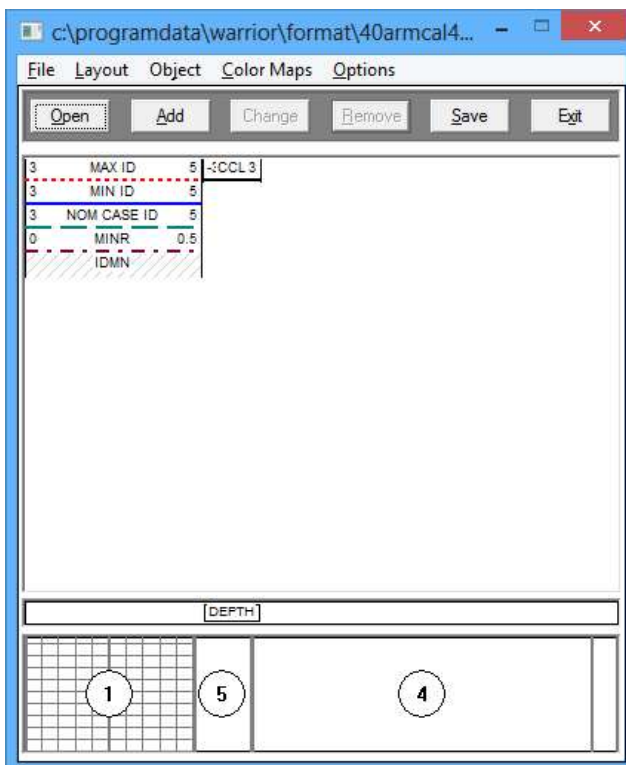 c:\programdata\warrior\format\40armcal4...
File Layout Object Color Maps Options
Open Add Change Remove Save Exit
3 MAX ID 5 -3 CCL 3
3 MIN ID 5
3 NOM CASE ID 5
0 MINR 0.5
IDMN
[DEPTH]
1 5 4